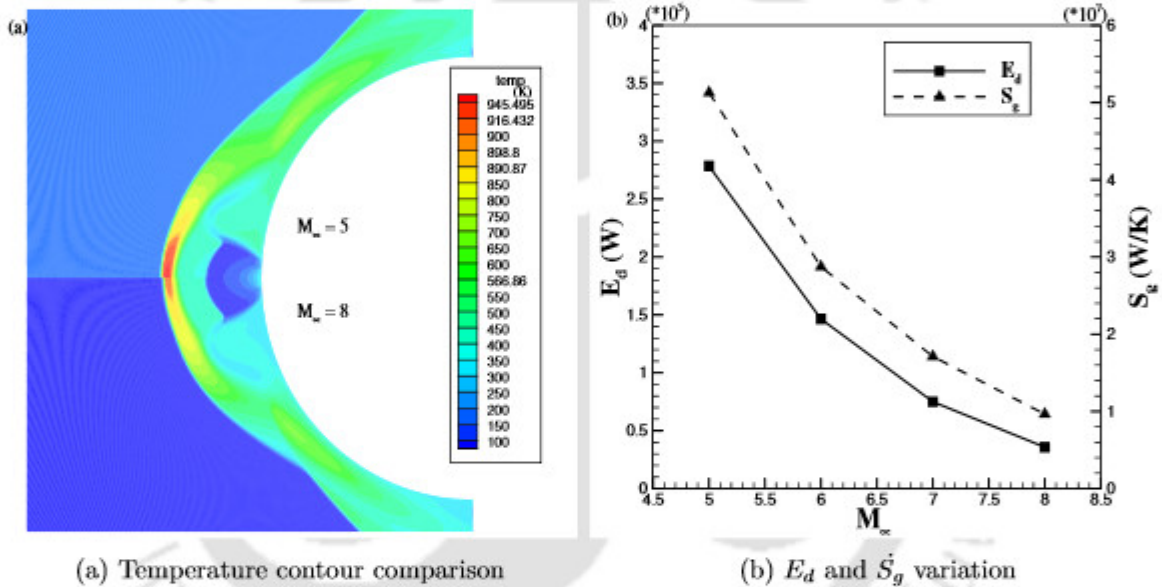 (a)
temp
(K)
945.495
916.432
900
898.8
890.87
850
800
750
700
650
600
566.86
550
500
450
400
350
300
250
200
150
100
M∞ = 5
M∞ = 8
(a) Temperature contour comparison
(b)
(*10⁵)
(*10⁷)
E_d
S_g
4
3.5
3
2.5
2
1.5
1
0.5
0
E_d (W)
6
5
4
3
2
1
0
S_g (W/K)
4.5 5 5.5 6 6.5 7 7.5 8 8.5
M∞
(b) E_d and Ṡ_g variation